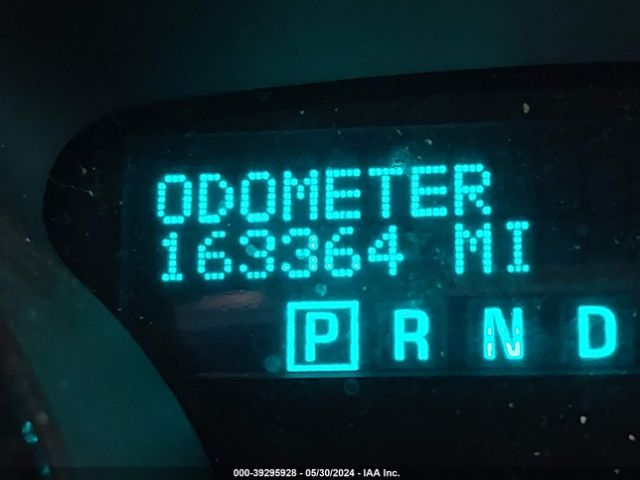 ODOMETER
169364 MI
P R N D
000-39295928 - 05/30/2024 - IAA Inc.